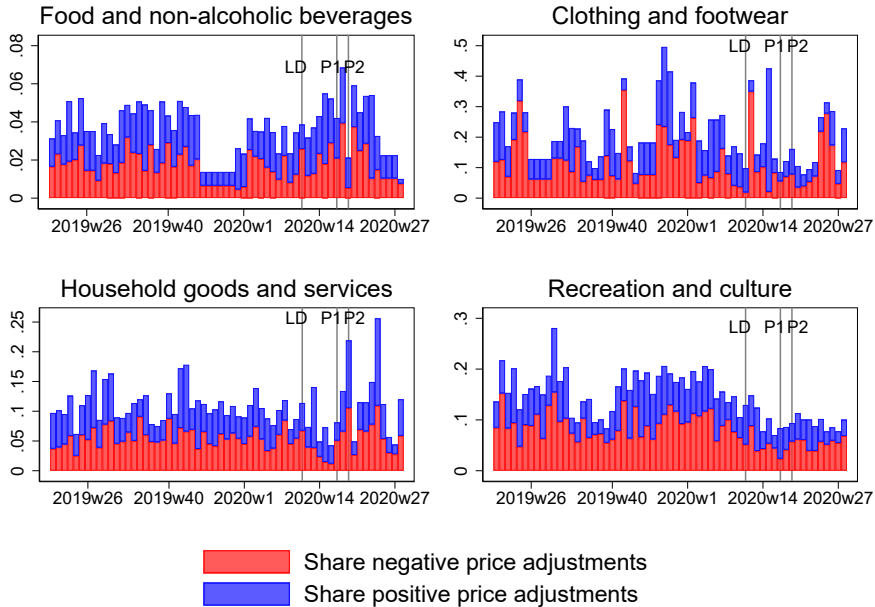 Food and non-alcoholic beverages
.08
.06
.04
.02
0
LD P1 P2
2019w26 2019w40 2020w1 2020w14 2020w27
Clothing and footwear
.5
.4
.3
.2
.1
0
LD P1 P2
2019w26 2019w40 2020w1 2020w14 2020w27
Household goods and services
.25
.2
.15
.1
.05
0
LD P1 P2
2019w26 2019w40 2020w1 2020w14 2020w27
Recreation and culture
.3
.2
.1
0
LD P1 P2
2019w26 2019w40 2020w1 2020w14 2020w27
Share negative price adjustments
Share positive price adjustments